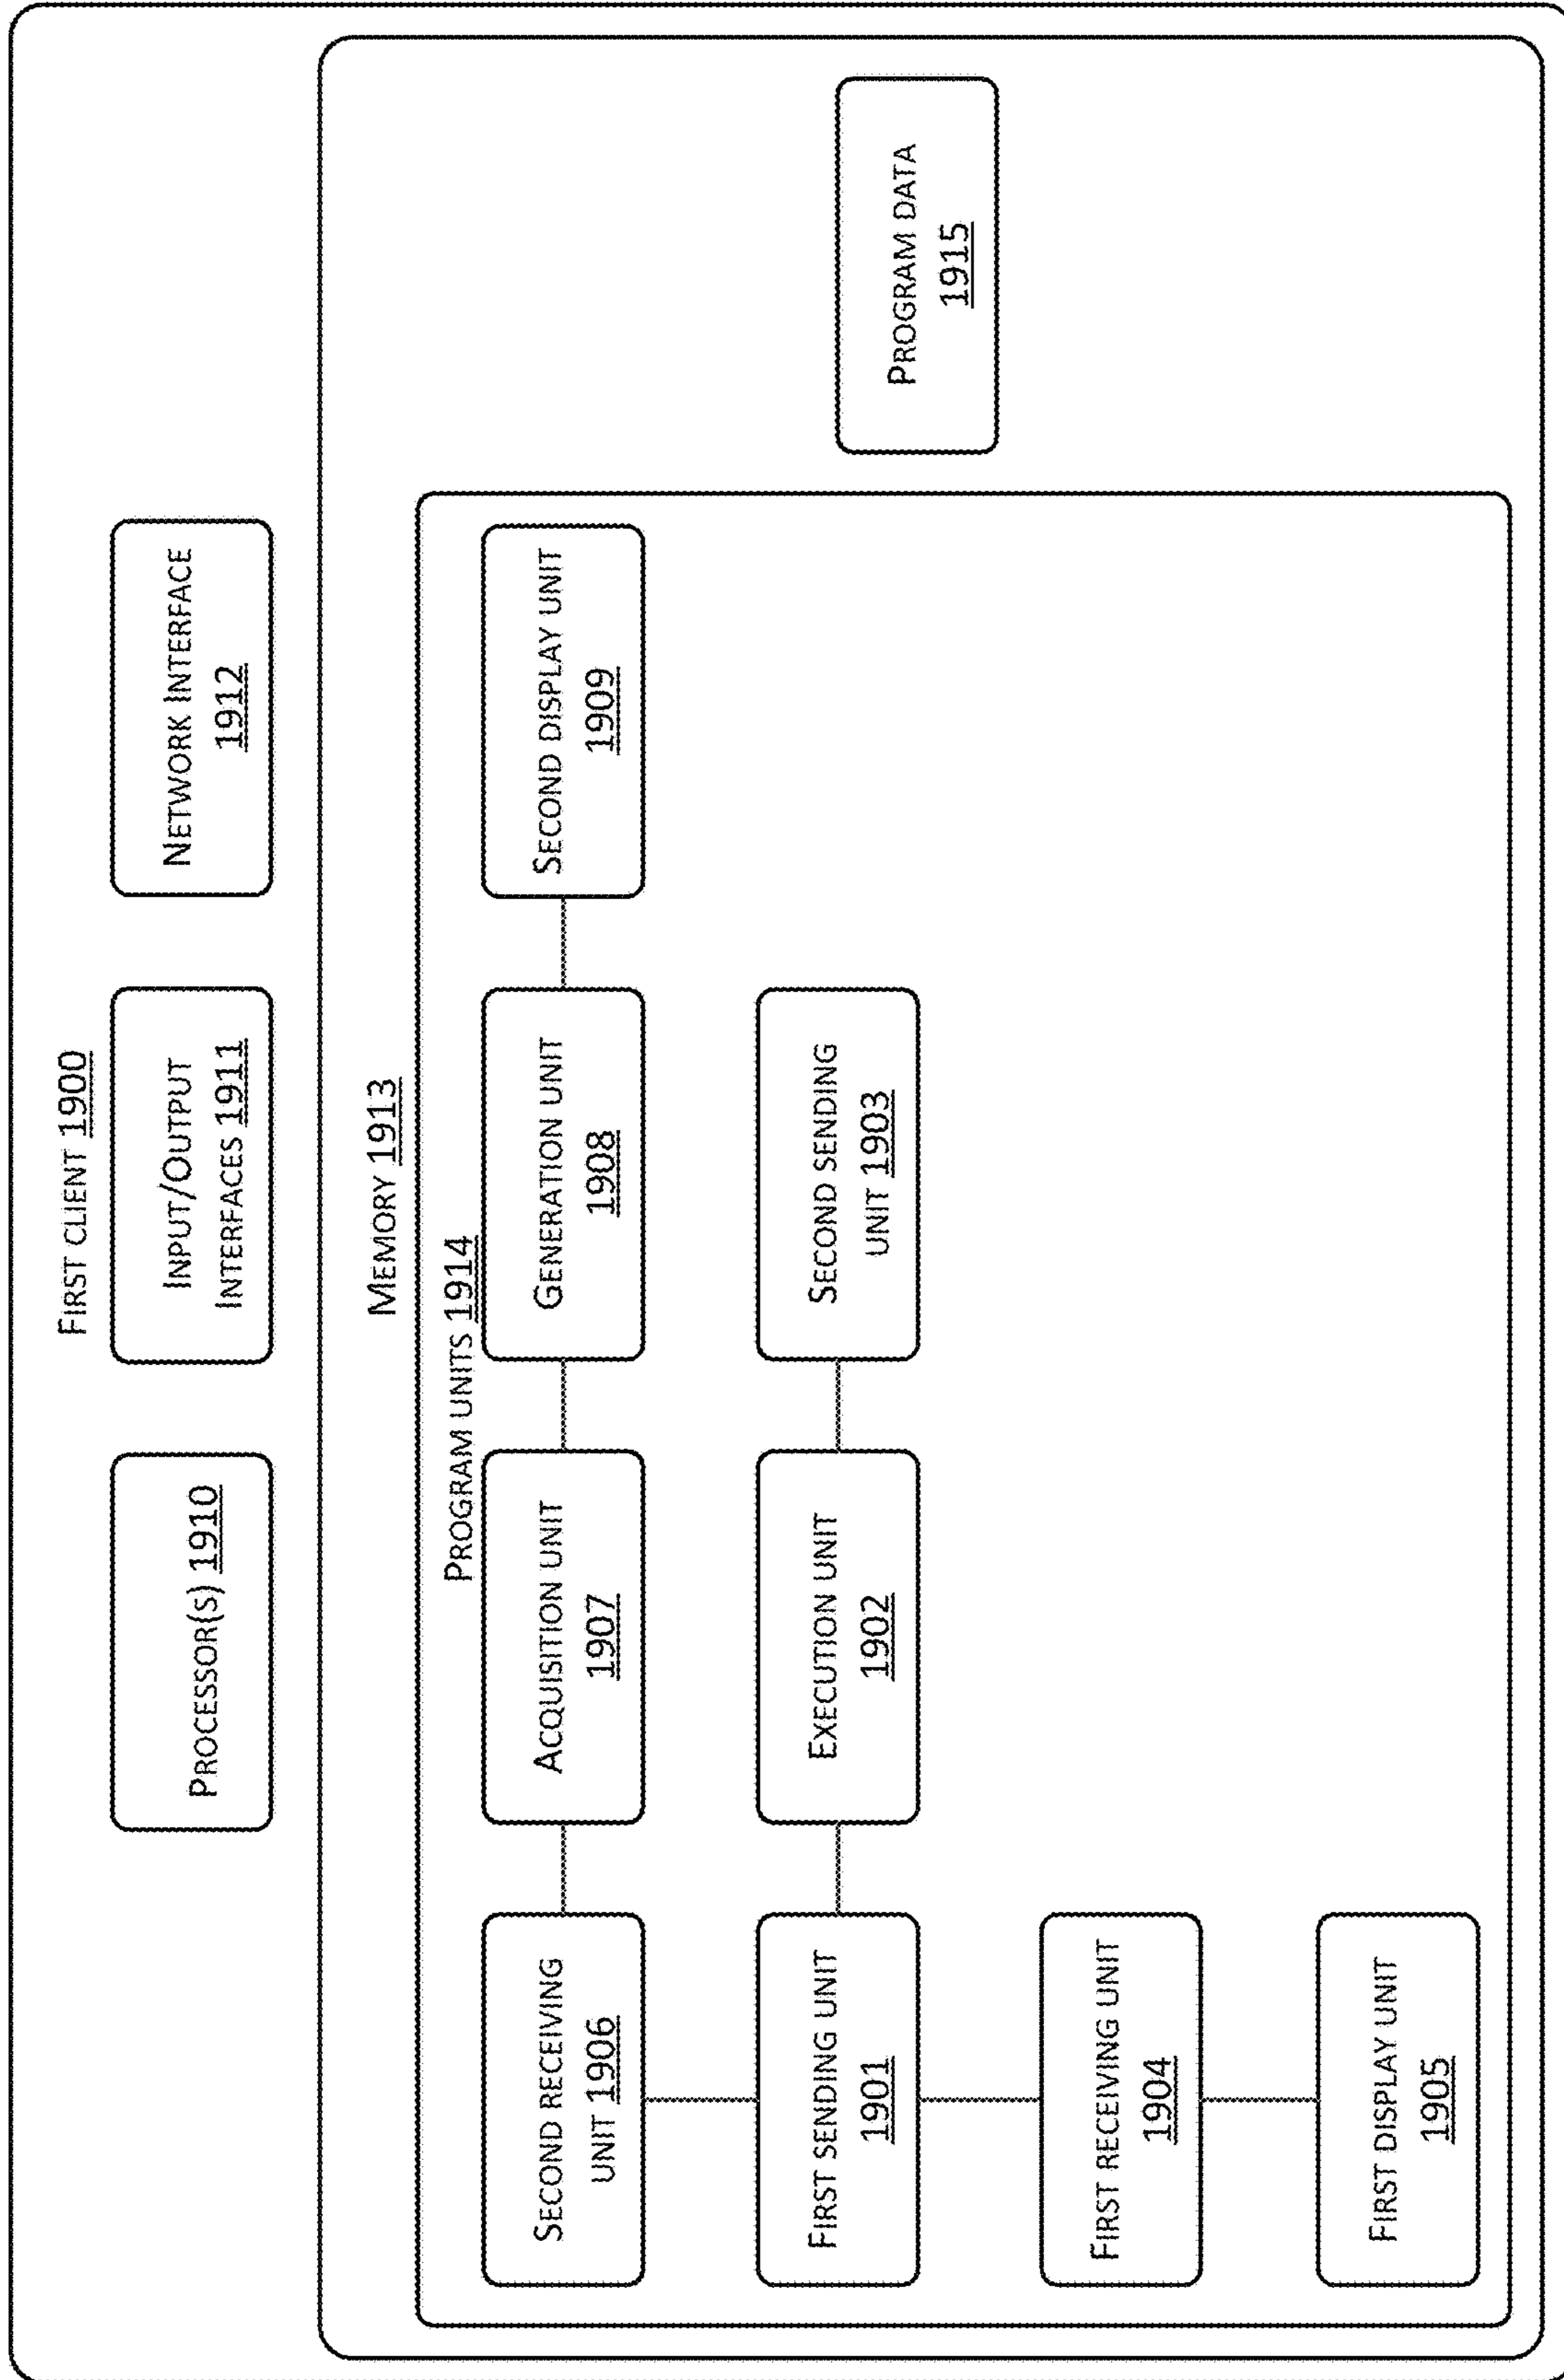 FIRST CLIENT 1900
PROCESSOR(S) 1910
INPUT/OUTPUT
INTERFACES 1911
NETWORK INTERFACE
1912
MEMORY 1913
PROGRAM UNITS 1914
SECOND RECEIVING
UNIT 1906
ACQUISITION UNIT
1907
GENERATION UNIT
1908
SECOND DISPLAY UNIT
1909
FIRST SENDING UNIT
1901
EXECUTION UNIT
1902
SECOND SENDING
UNIT 1903
FIRST RECEIVING UNIT
1904
FIRST DISPLAY UNIT
1905
PROGRAM DATA
1915